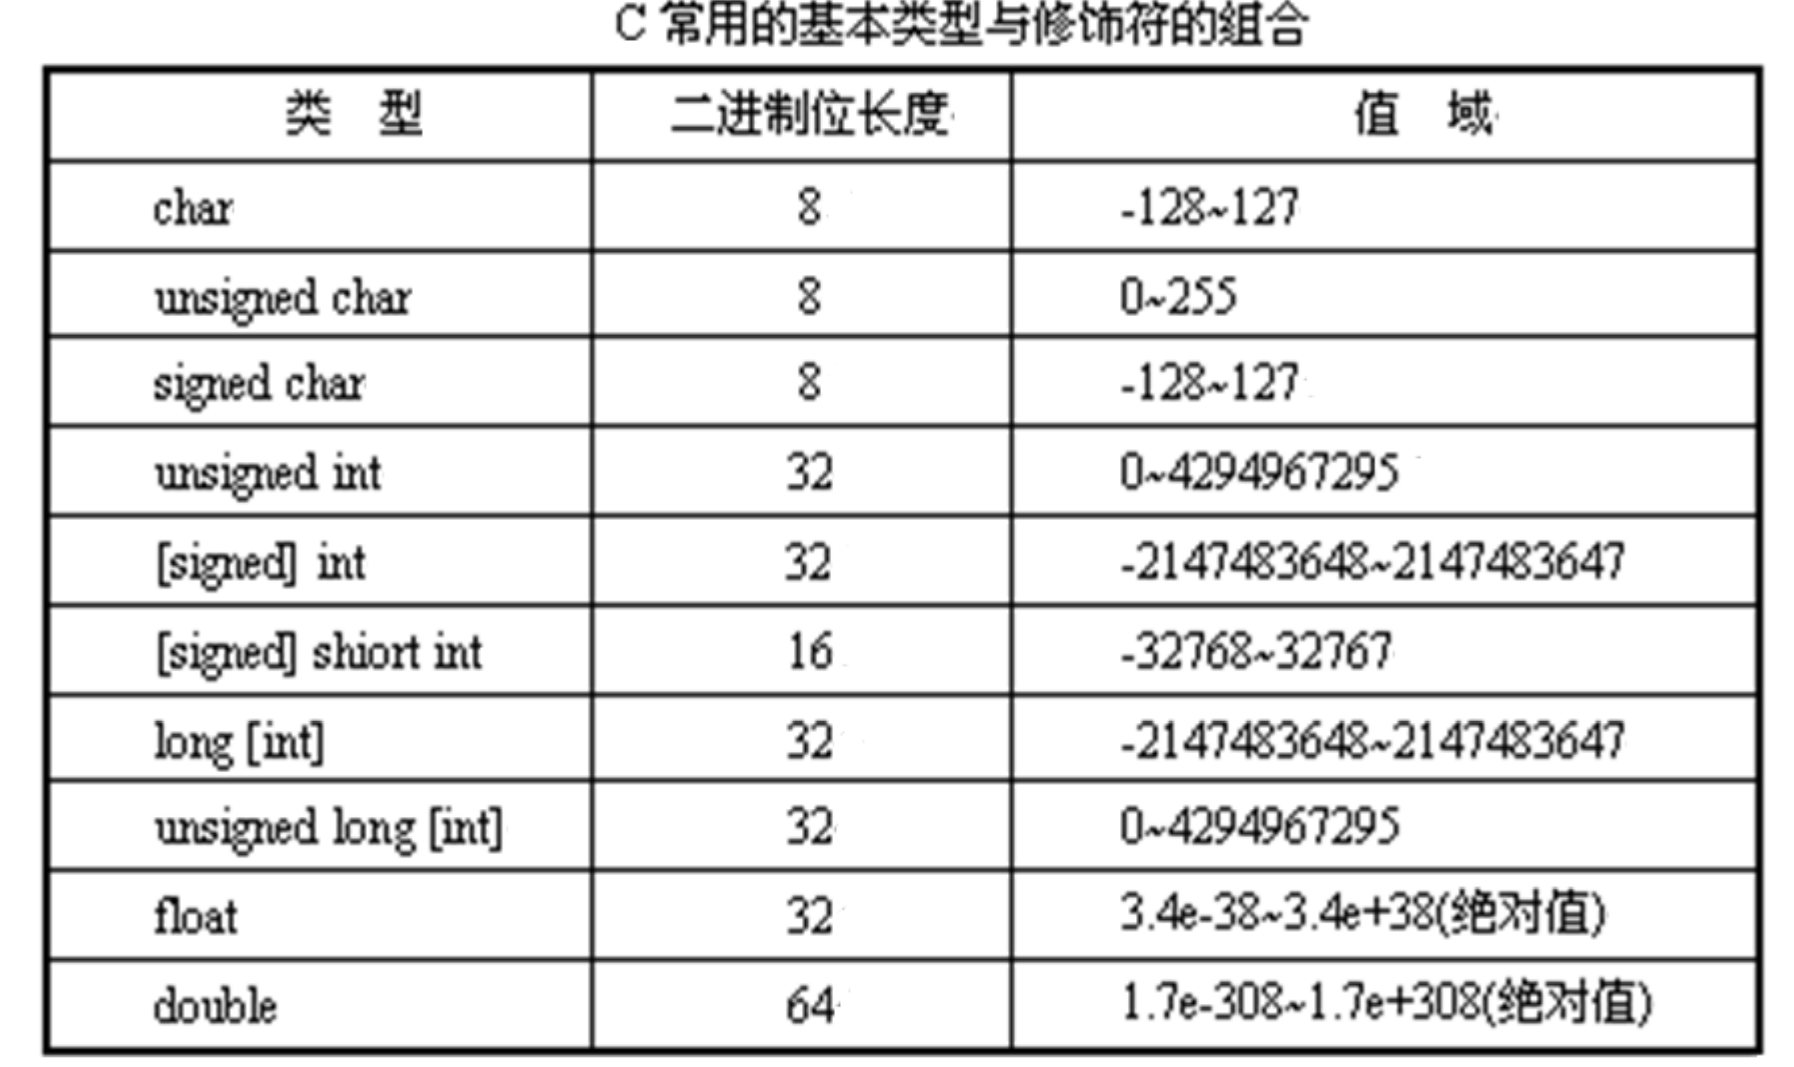 C 常用的基本类型与修饰符的组合
类 型 二进制位长度 值 域
char 8 -128~127
unsigned char 8 0~255
signed char 8 -128~127
unsigned int 32 0~4294967295
[signed] int 32 -2147483648~2147483647
[signed] shiort int 16 -32768~32767
long [int] 32 -2147483648~2147483647
unsigned long [int] 32 0~4294967295
float 32 3.4e-38~3.4e+38(绝对值)
double 64 1.7e-308~1.7e+308(绝对值)